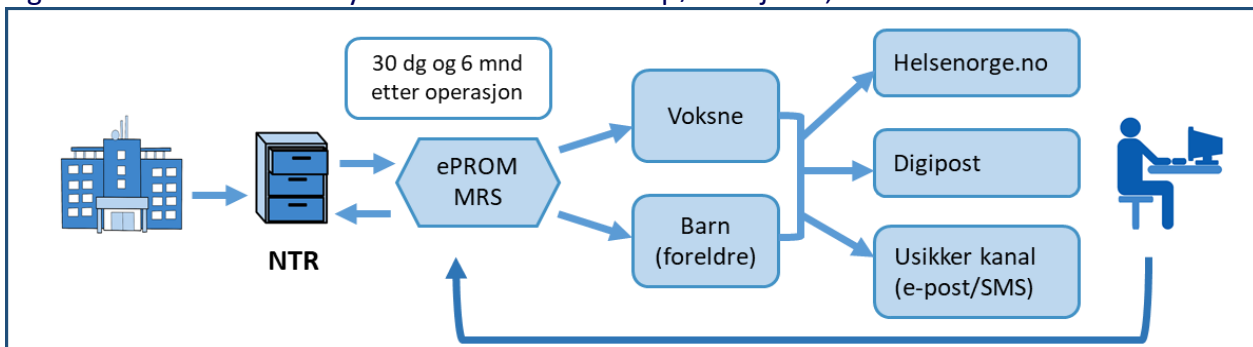 30 dg og 6 mnd
etter operasjon
NTR
ePROM
MRS
Voksne
Barn
(foreldre)
Helsenorge.no
Digipost
Usikker kanal
(e-post/SMS)